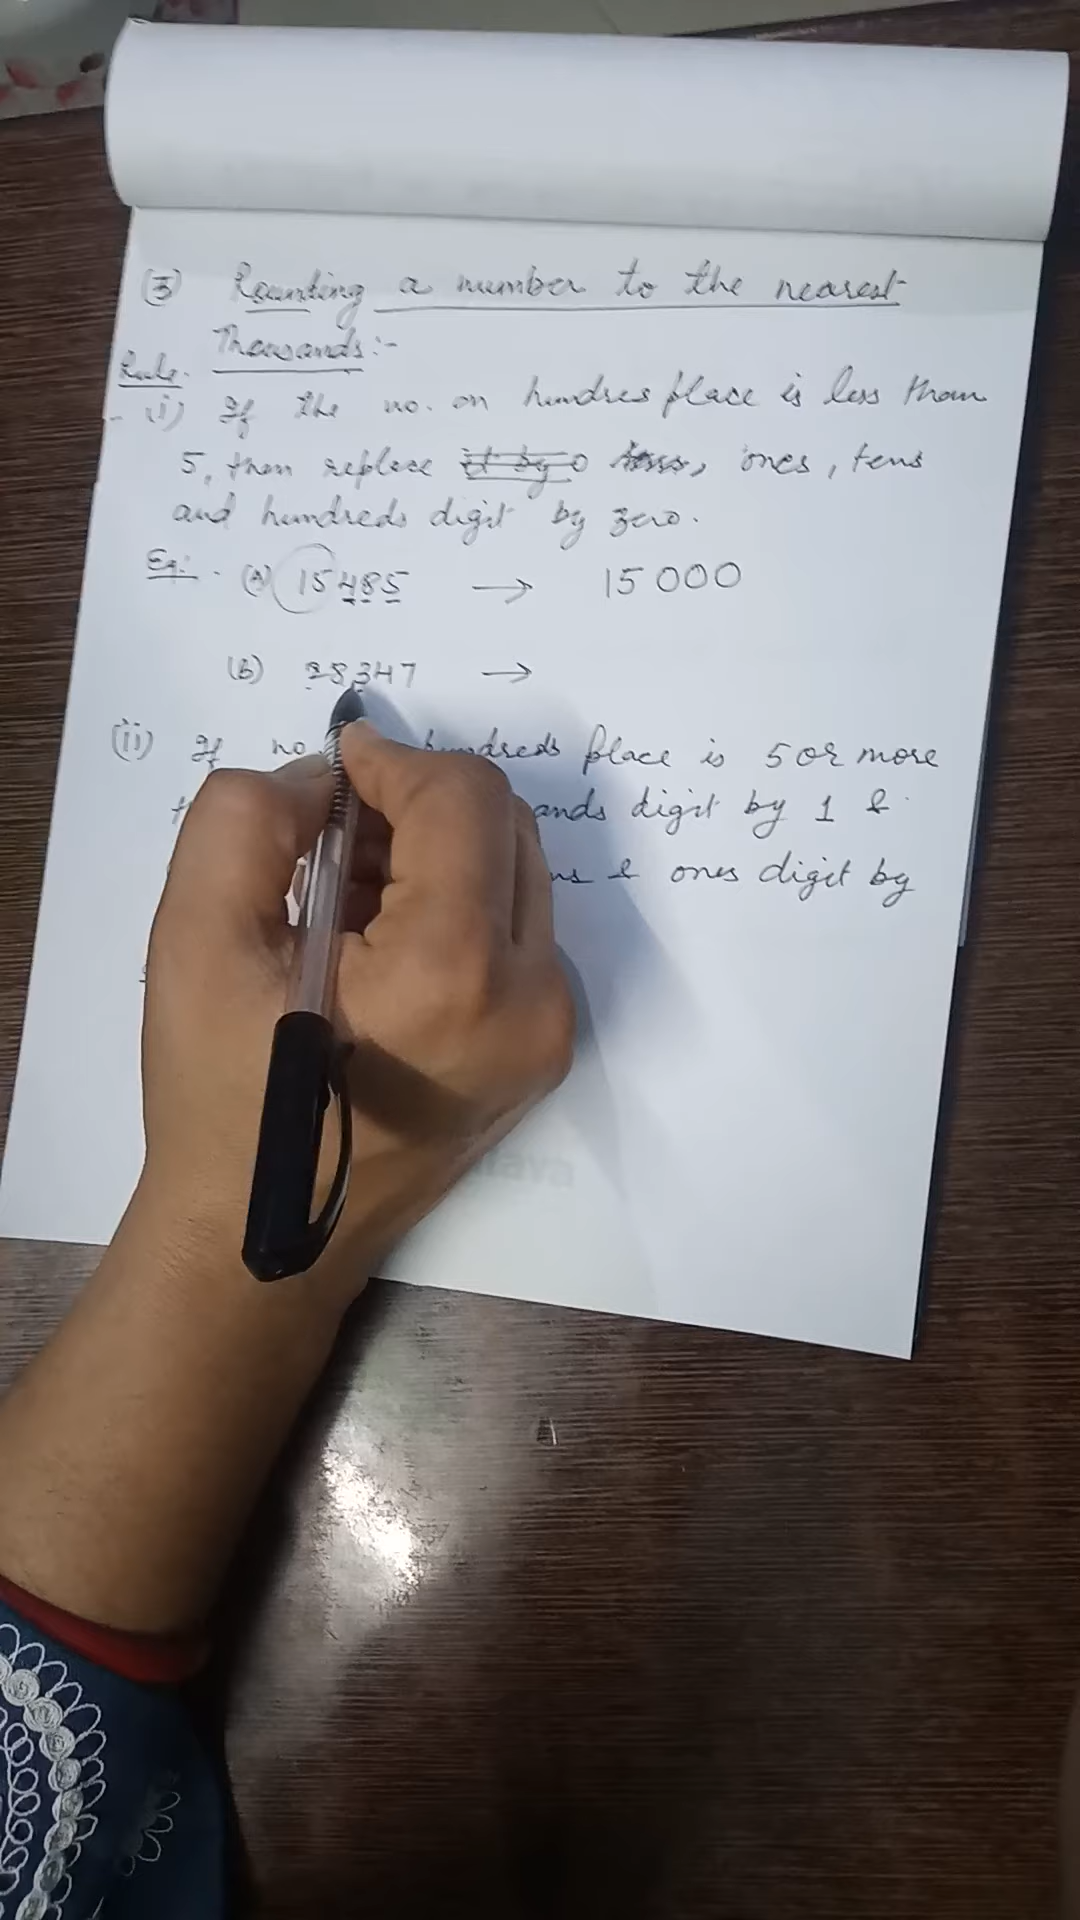 (3) Rounding a number to the nearest
Thousands:-
Rule.
- (i) If the no. on hundres place is less than
5, then replace it by 0 ones, tens
and hundreds digit by zero.
Eg:- (a) 15485 → 15000
(b) 28347 →
(ii) If no. hundreds place is 5 or more
digit by 1 &
& ones digit by